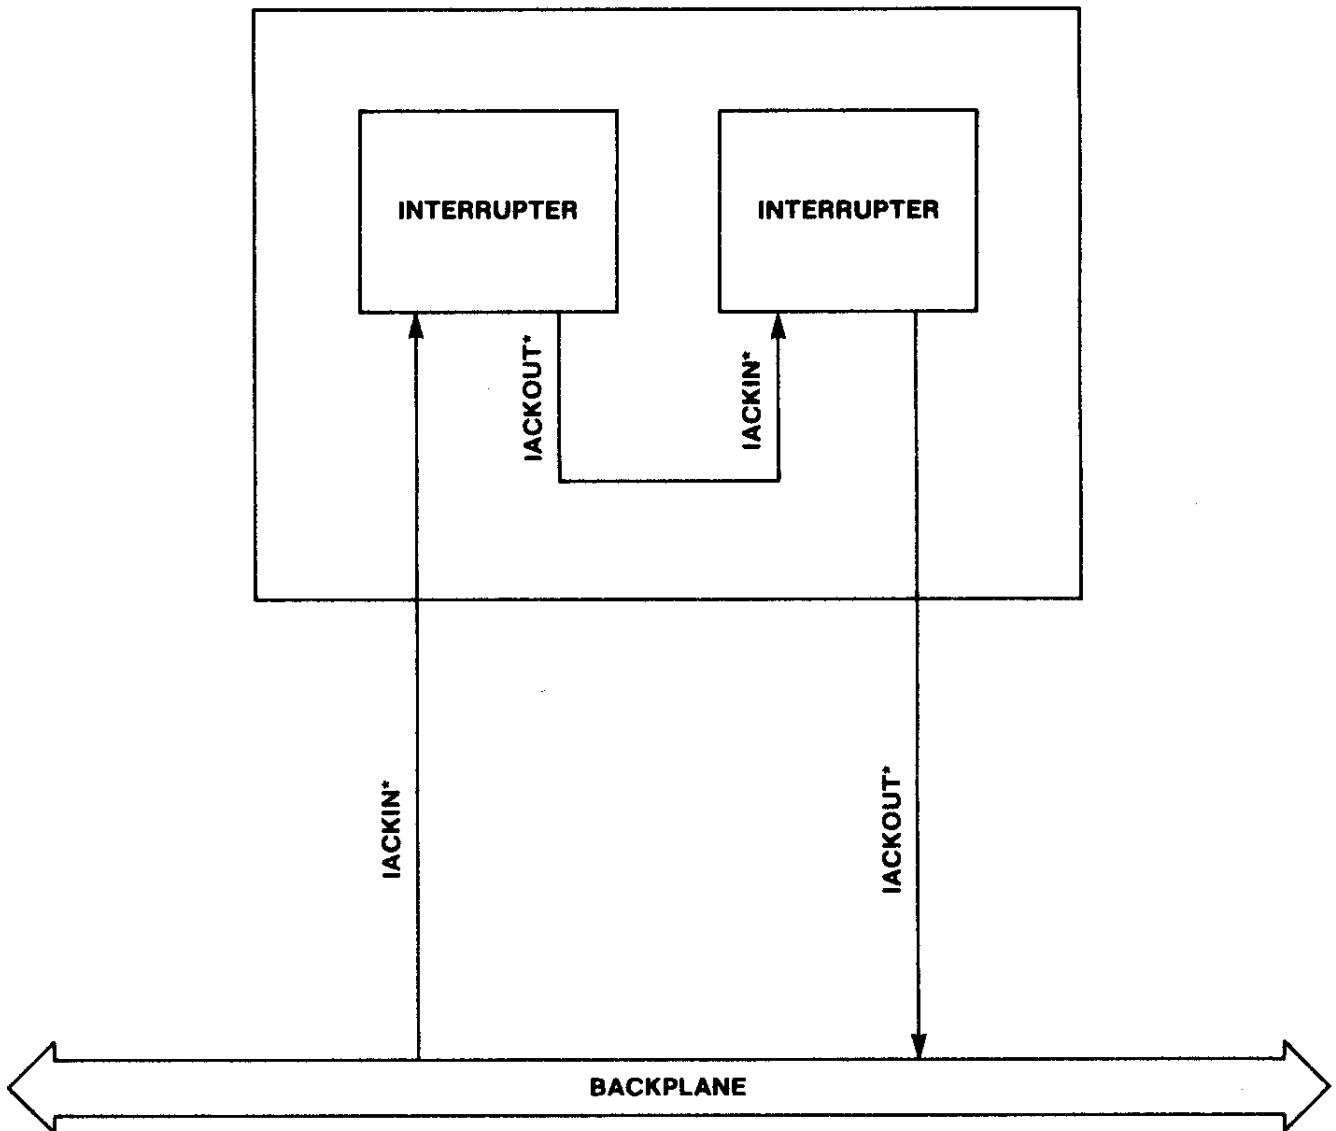 INTERRUPTER
INTERRUPTER
IACKOUT*
IACKIN*
IACKIN*
IACKOUT*
BACKPLANE